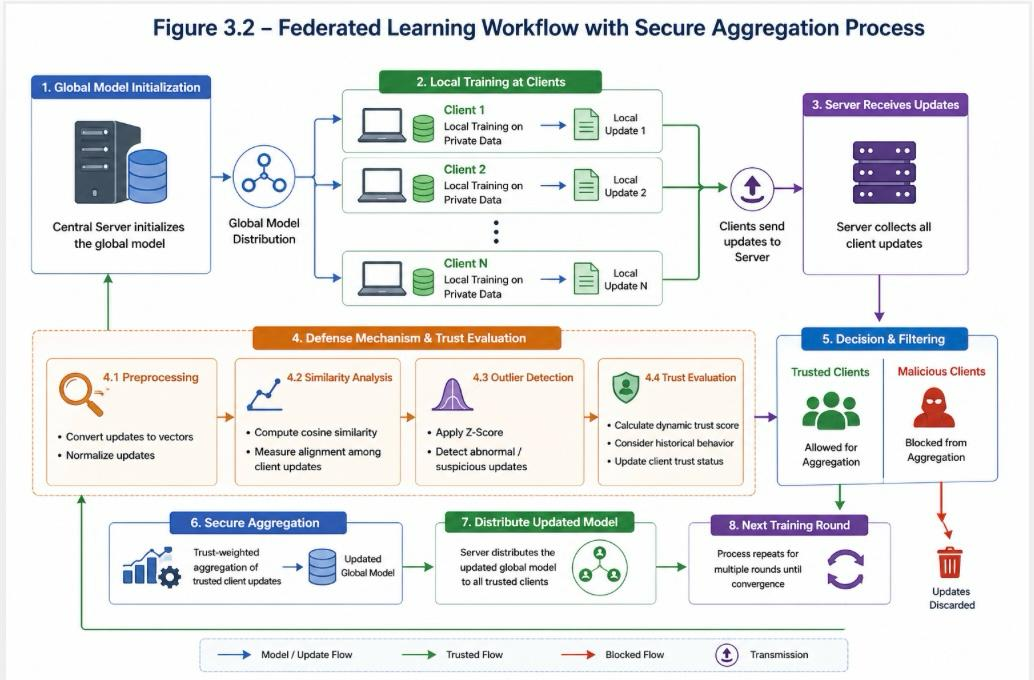 Figure 3.2 – Federated Learning Workflow with Secure Aggregation Process
1. Global Model Initialization
Central Server initializes
the global model
Global Model
Distribution
2. Local Training at Clients
Client 1
Local Training on
Private Data
Local
Update 1
Client 2
Local Training on
Private Data
Local
Update 2
Client N
Local Training on
Private Data
Local
Update N
Clients send
updates to
Server
3. Server Receives Updates
Server collects all
client updates
4. Defense Mechanism & Trust Evaluation
4.1 Preprocessing
• Convert updates to vectors
• Normalize updates
4.2 Similarity Analysis
• Compute cosine similarity
• Measure alignment among
client updates
4.3 Outlier Detection
• Apply Z-Score
• Detect abnormal /
suspicious updates
4.4 Trust Evaluation
• Calculate dynamic trust score
• Consider historical behavior
• Update client trust status
5. Decision & Filtering
Trusted Clients
Allowed for
Aggregation
Malicious Clients
Blocked from
Aggregation
Updates
Discarded
6. Secure Aggregation
Trust-weighted
aggregation of
trusted client updates
Updated
Global Model
7. Distribute Updated Model
Server distributes the
updated global model
to all trusted clients
8. Next Training Round
Process repeats for
multiple rounds until
convergence
Model / Update Flow
Trusted Flow
Blocked Flow
Transmission